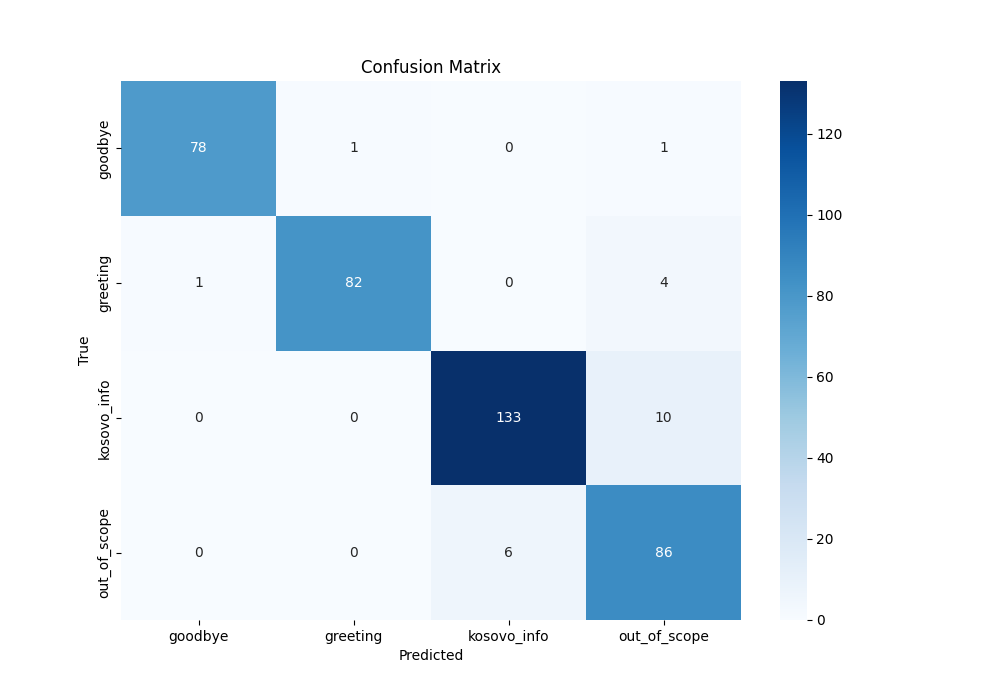 Confusion Matrix
goodbye 78 1 0 1
greeting 1 82 0 4
kosovo_info 0 0 133 10
out_of_scope 0 0 6 86
True
goodbye greeting kosovo_info out_of_scope
Predicted
120
100
80
60
40
20
0